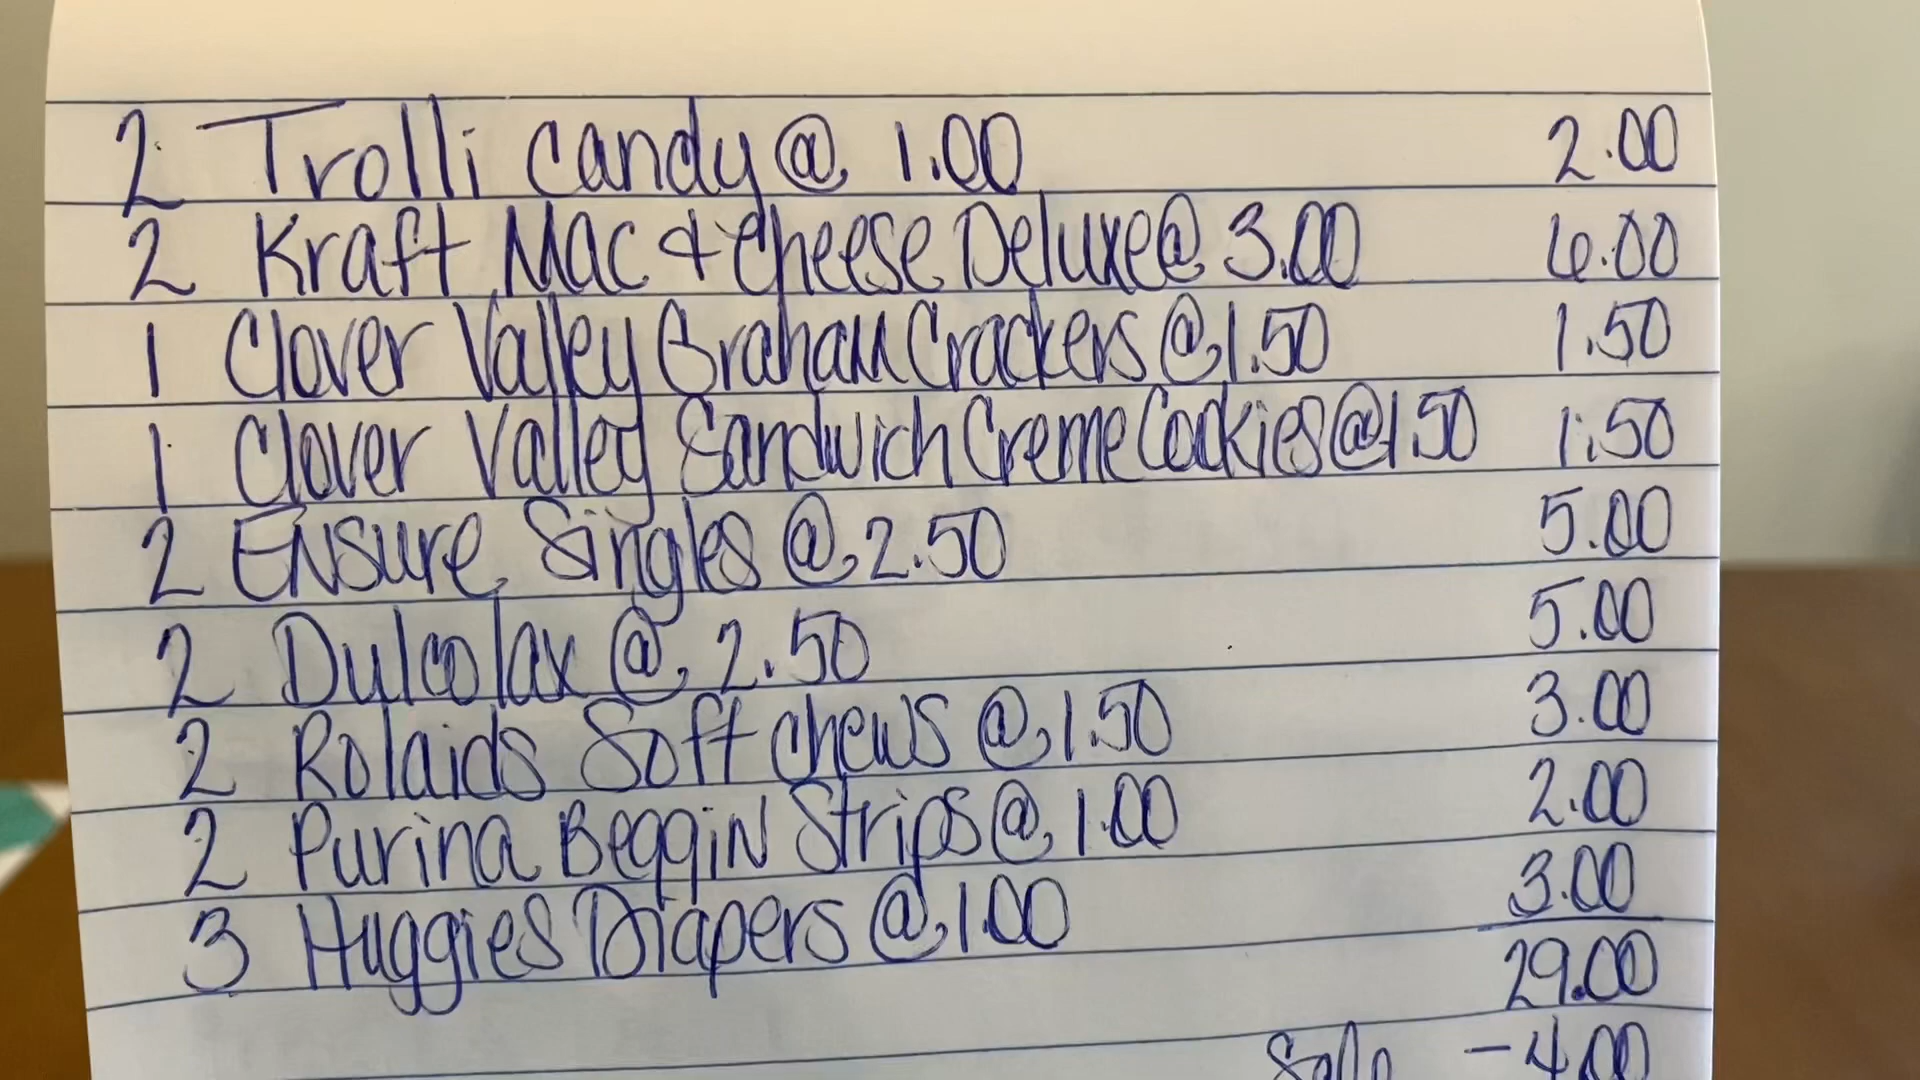 2 Trolli candy @ 1.00 2.00
2 Kraft Mac & Cheese Deluxe @ 3.00 6.00
1 Clover Valley Graham Crackers @ 1.50 1.50
1 Clover Valley Sandwich Creme Cookies @ 1.50 1.50
2 Ensure Singles @ 2.50 5.00
2 Dulcolax @ 2.50 5.00
2 Rolaids Soft chews @ 1.50 3.00
2 Purina Beggin Strips @ 1.00 2.00
3 Huggies Diapers @ 1.00 3.00
29.00
Sale -4.00